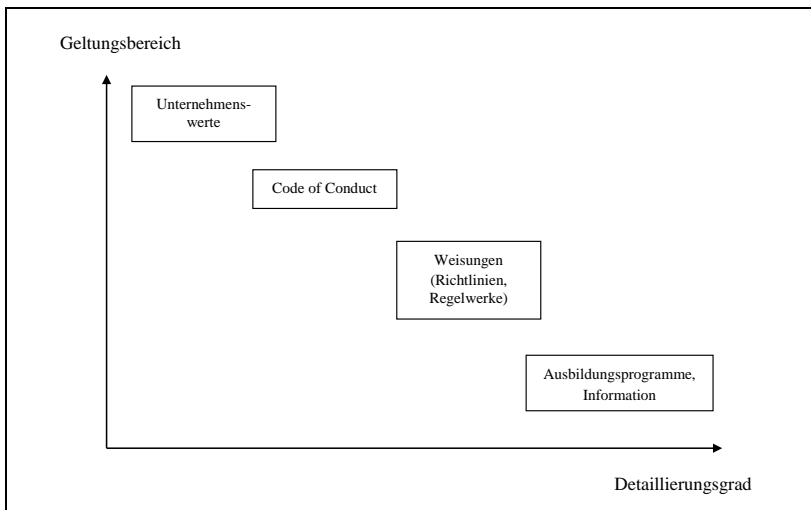 Geltungsbereich
Unternehmens-
werte
Code of Conduct
Weisungen
(Richtlinien,
Regelwerke)
Ausbildungsprogramme,
Information
Detaillierungsgrad